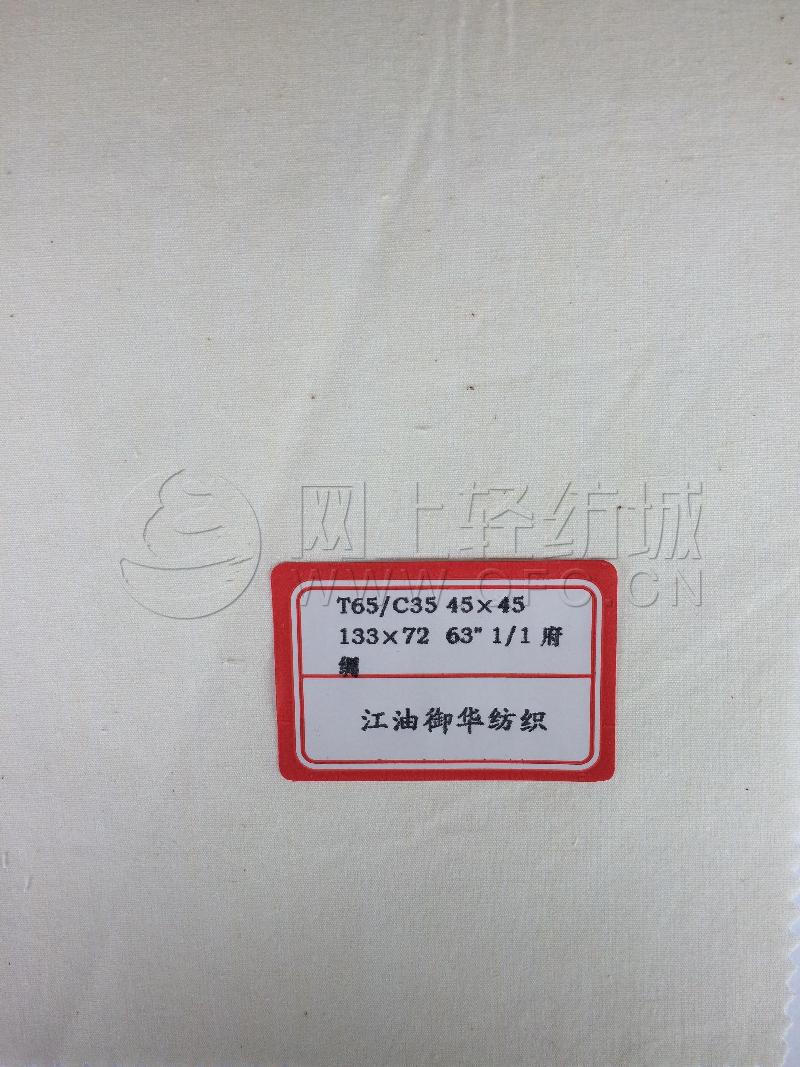 网上轻纺城
WWW.QFC.CN
T65/C35 45×45
133×72 63" 1/1 府
绸
江油御华纺织